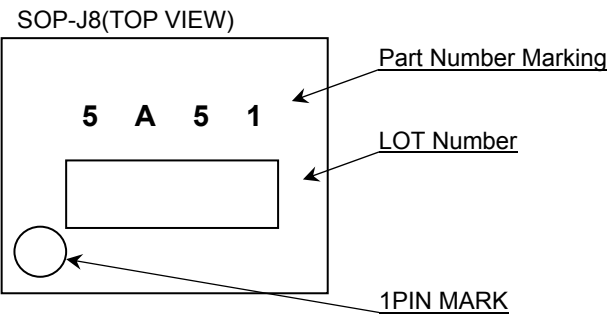 SOP-J8(TOP VIEW)
Part Number Marking
5 A 5 1
LOT Number
1PIN MARK